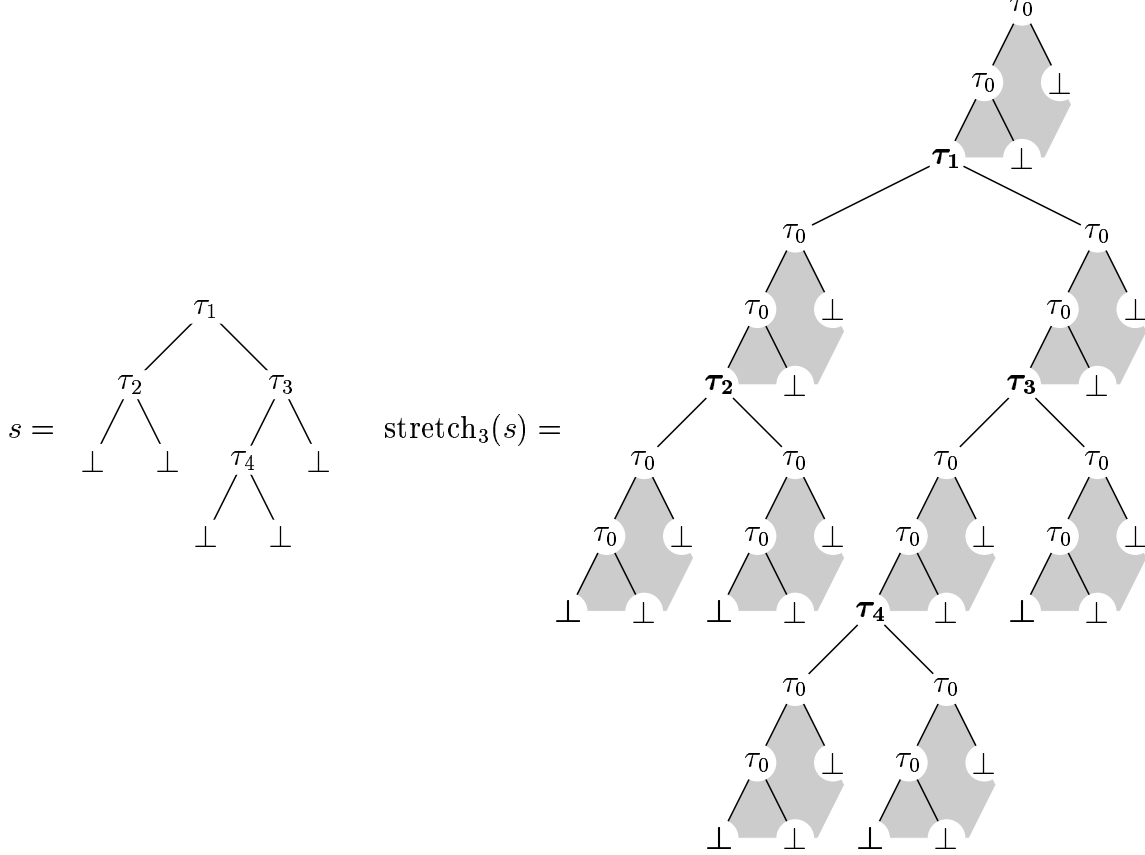 τ₀
τ₀ ⊥
τ₁ ⊥
τ₀ τ₀
τ₁ τ₀ ⊥ τ₀ ⊥
τ₂ τ₃ τ₂ ⊥ τ₃ ⊥
s = stretch₃(s) =
⊥ ⊥ τ₄ ⊥ τ₀ τ₀ τ₀ τ₀
⊥ ⊥ τ₀ ⊥ τ₀ ⊥ τ₀ ⊥ τ₀ ⊥
⊥ ⊥ ⊥ ⊥ τ₄ ⊥ ⊥ ⊥
τ₀ τ₀
τ₀ ⊥ τ₀ ⊥
⊥ ⊥ ⊥ ⊥